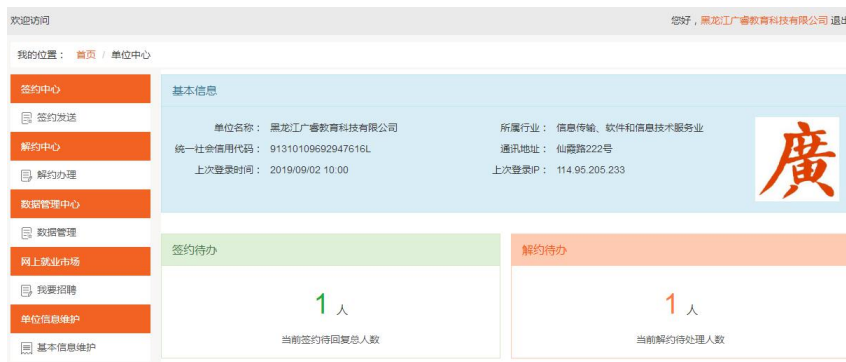 欢迎访问
您好，黑龙江广睿教育科技有限公司 退出
我的位置： 首页 / 单位中心
签约中心
签约发送
解约中心
解约办理
数据管理中心
数据管理
网上就业市场
我要招聘
单位信息维护
基本信息维护
基本信息
单位名称： 黑龙江广睿教育科技有限公司
所属行业： 信息传输、软件和信息技术服务业
统一社会信用代码： 91310109692947616L
通讯地址： 仙霞路222号
上次登录时间： 2019/09/02 10:00
上次登录IP： 114.95.205.233
廣
签约待办
1 人
当前签约待回复总人数
解约待办
1 人
当前解约待处理人数